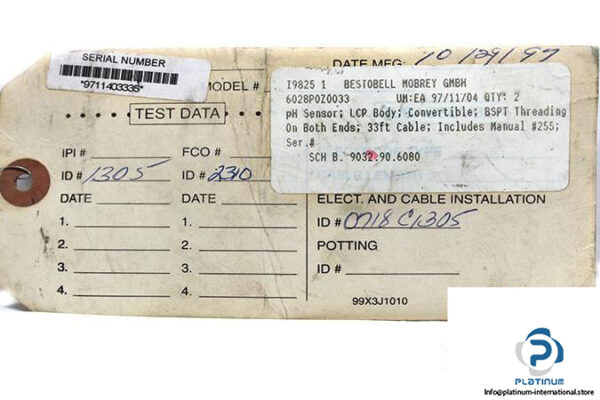 SERIAL NUMBER
*9711403336*
DATE MFG: 10/29/97
MODEL #
I9825 1 BESTOBELL MOBREY GMBH
6028P0Z0033 UM:EA 97/11/04 QTY: 2
pH Sensor; LCP Body; Convertible; BSPT Threading
On Both Ends; 33ft Cable; Includes Manual #255;
Ser.#
SCH B. 9032.90.6080
TEST DATA
IPI # FCO #
ID # 1305 ID # 2310
DATE DATE
1. 1.
2. 2.
3. 3.
4. 4.
ELECT. AND CABLE INSTALLATION
ID # 0718 C1305
POTTING
ID #
99X3J1010
PLATINUM
Info@platinum-international.store